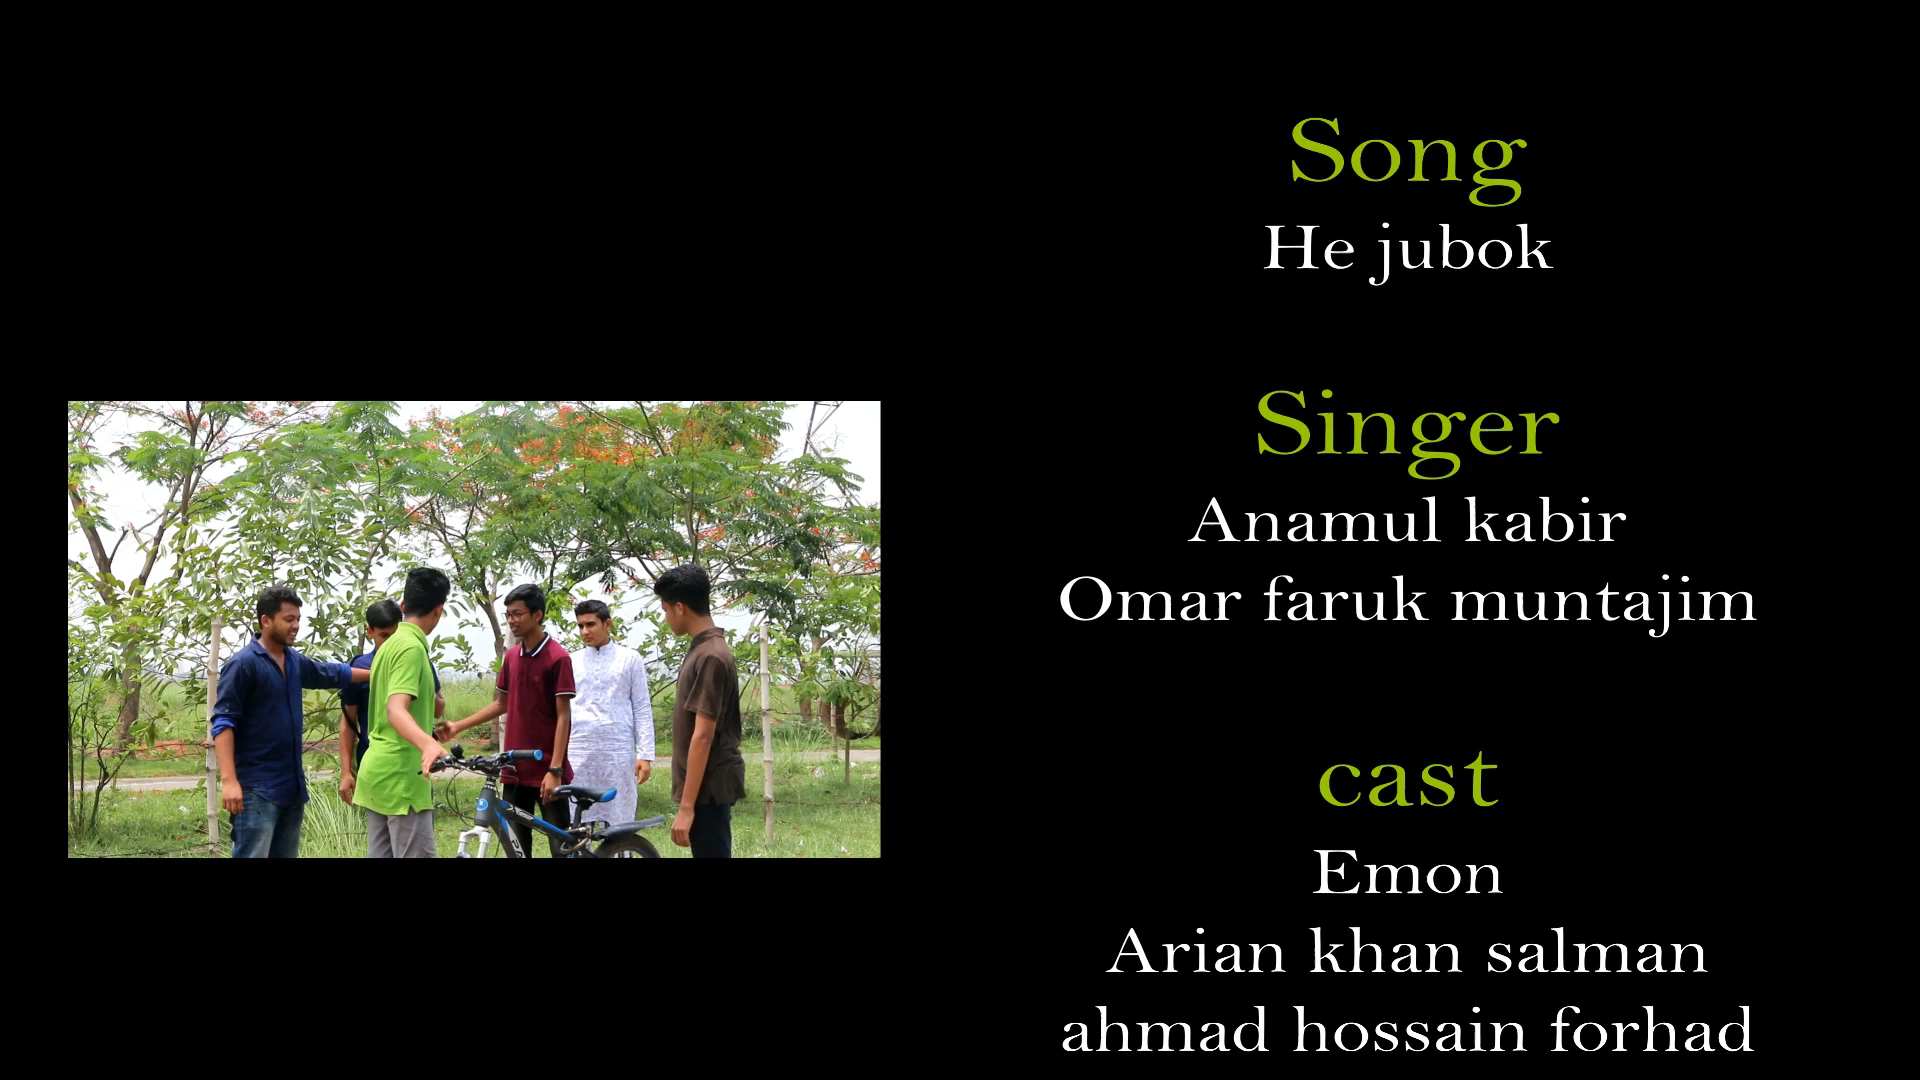 Song
He jubok
Singer
Anamul kabir
Omar faruk muntajim
cast
Emon
Arian khan salman
ahmad hossain forhad